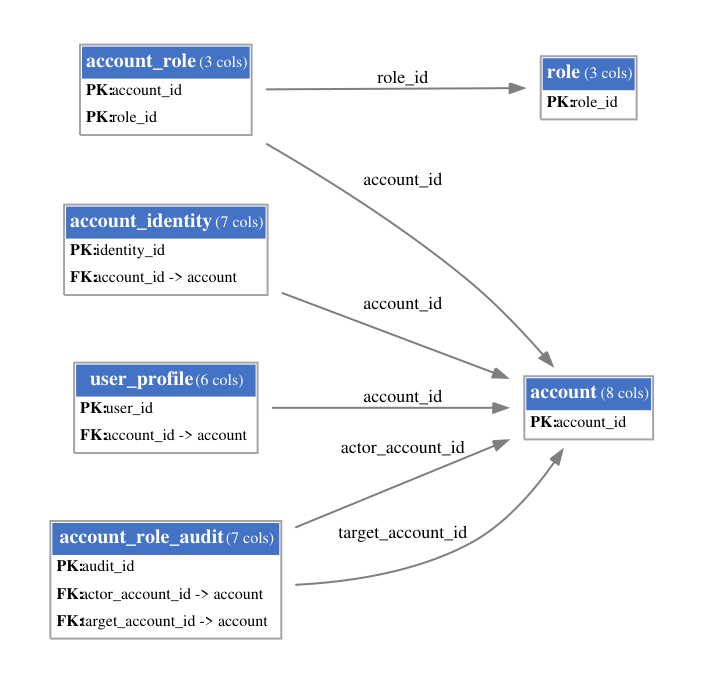 account_role (3 cols)
PK:account_id
PK:role_id
role_id
role (3 cols)
PK:role_id
account_id
account_identity (7 cols)
PK:identity_id
FK:account_id -> account
account_id
user_profile (6 cols)
PK:user_id
FK:account_id -> account
account_id
account (8 cols)
PK:account_id
actor_account_id
account_role_audit (7 cols)
PK:audit_id
FK:actor_account_id -> account
FK:target_account_id -> account
target_account_id